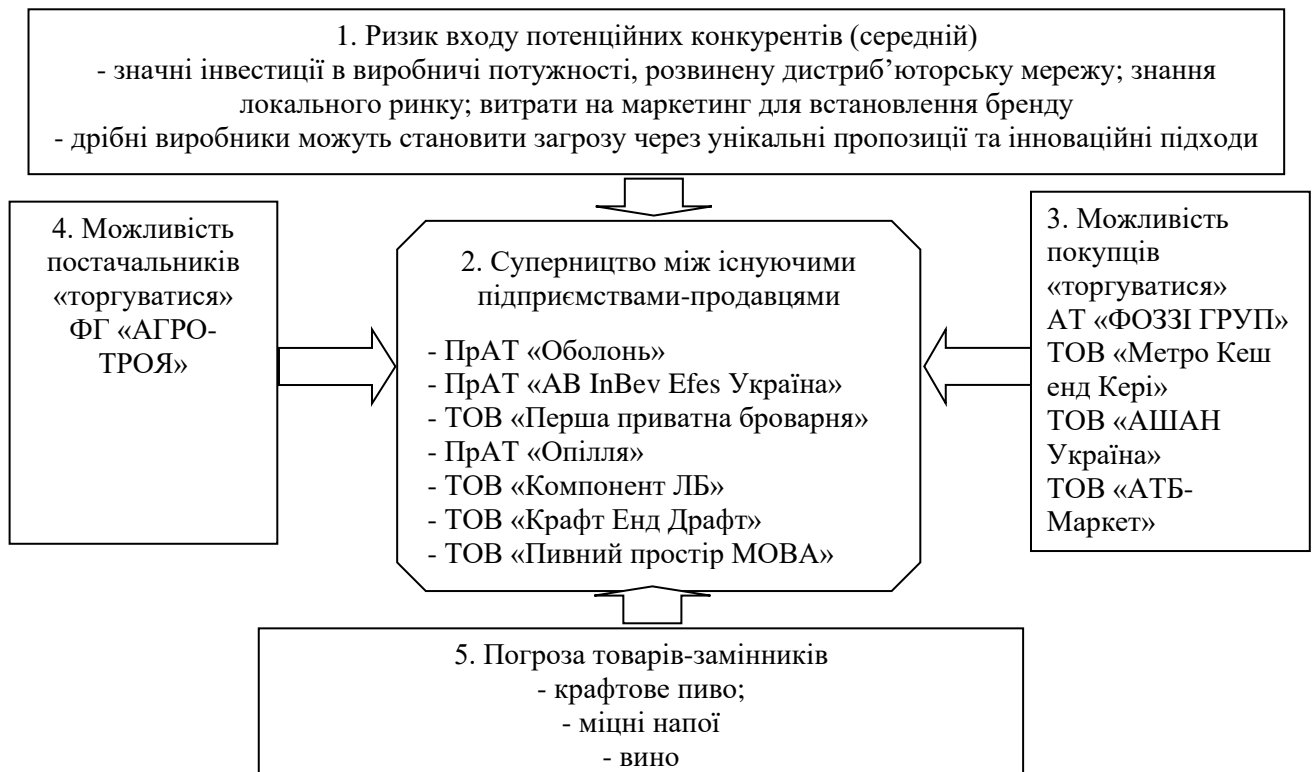 1. Ризик входу потенційних конкурентів (середній)
- значні інвестиції в виробничі потужності, розвинену дистриб’юторську мережу; знання
локального ринку; витрати на маркетинг для встановлення бренду
- дрібні виробники можуть становити загрозу через унікальні пропозиції та інноваційні підходи
4. Можливість
постачальників
«торгуватися»
ФГ «АГРО-
ТРОЯ»
2. Суперництво між існуючими
підприємствами-продавцями
- ПрАТ «Оболонь»
- ПрАТ «АВ InBev Efes Україна»
- ТОВ «Перша приватна броварня»
- ПрАТ «Опілля»
- ТОВ «Компонент ЛБ»
- ТОВ «Крафт Енд Драфт»
- ТОВ «Пивний простір МОВА»
3. Можливість
покупців
«торгуватися»
АТ «ФОЗЗІ ГРУП»
ТОВ «Метро Кеш
енд Кері»
ТОВ «АШАН
Україна»
ТОВ «АТБ-
Маркет»
5. Погроза товарів-замінників
- крафтове пиво;
- міцні напої
- вино